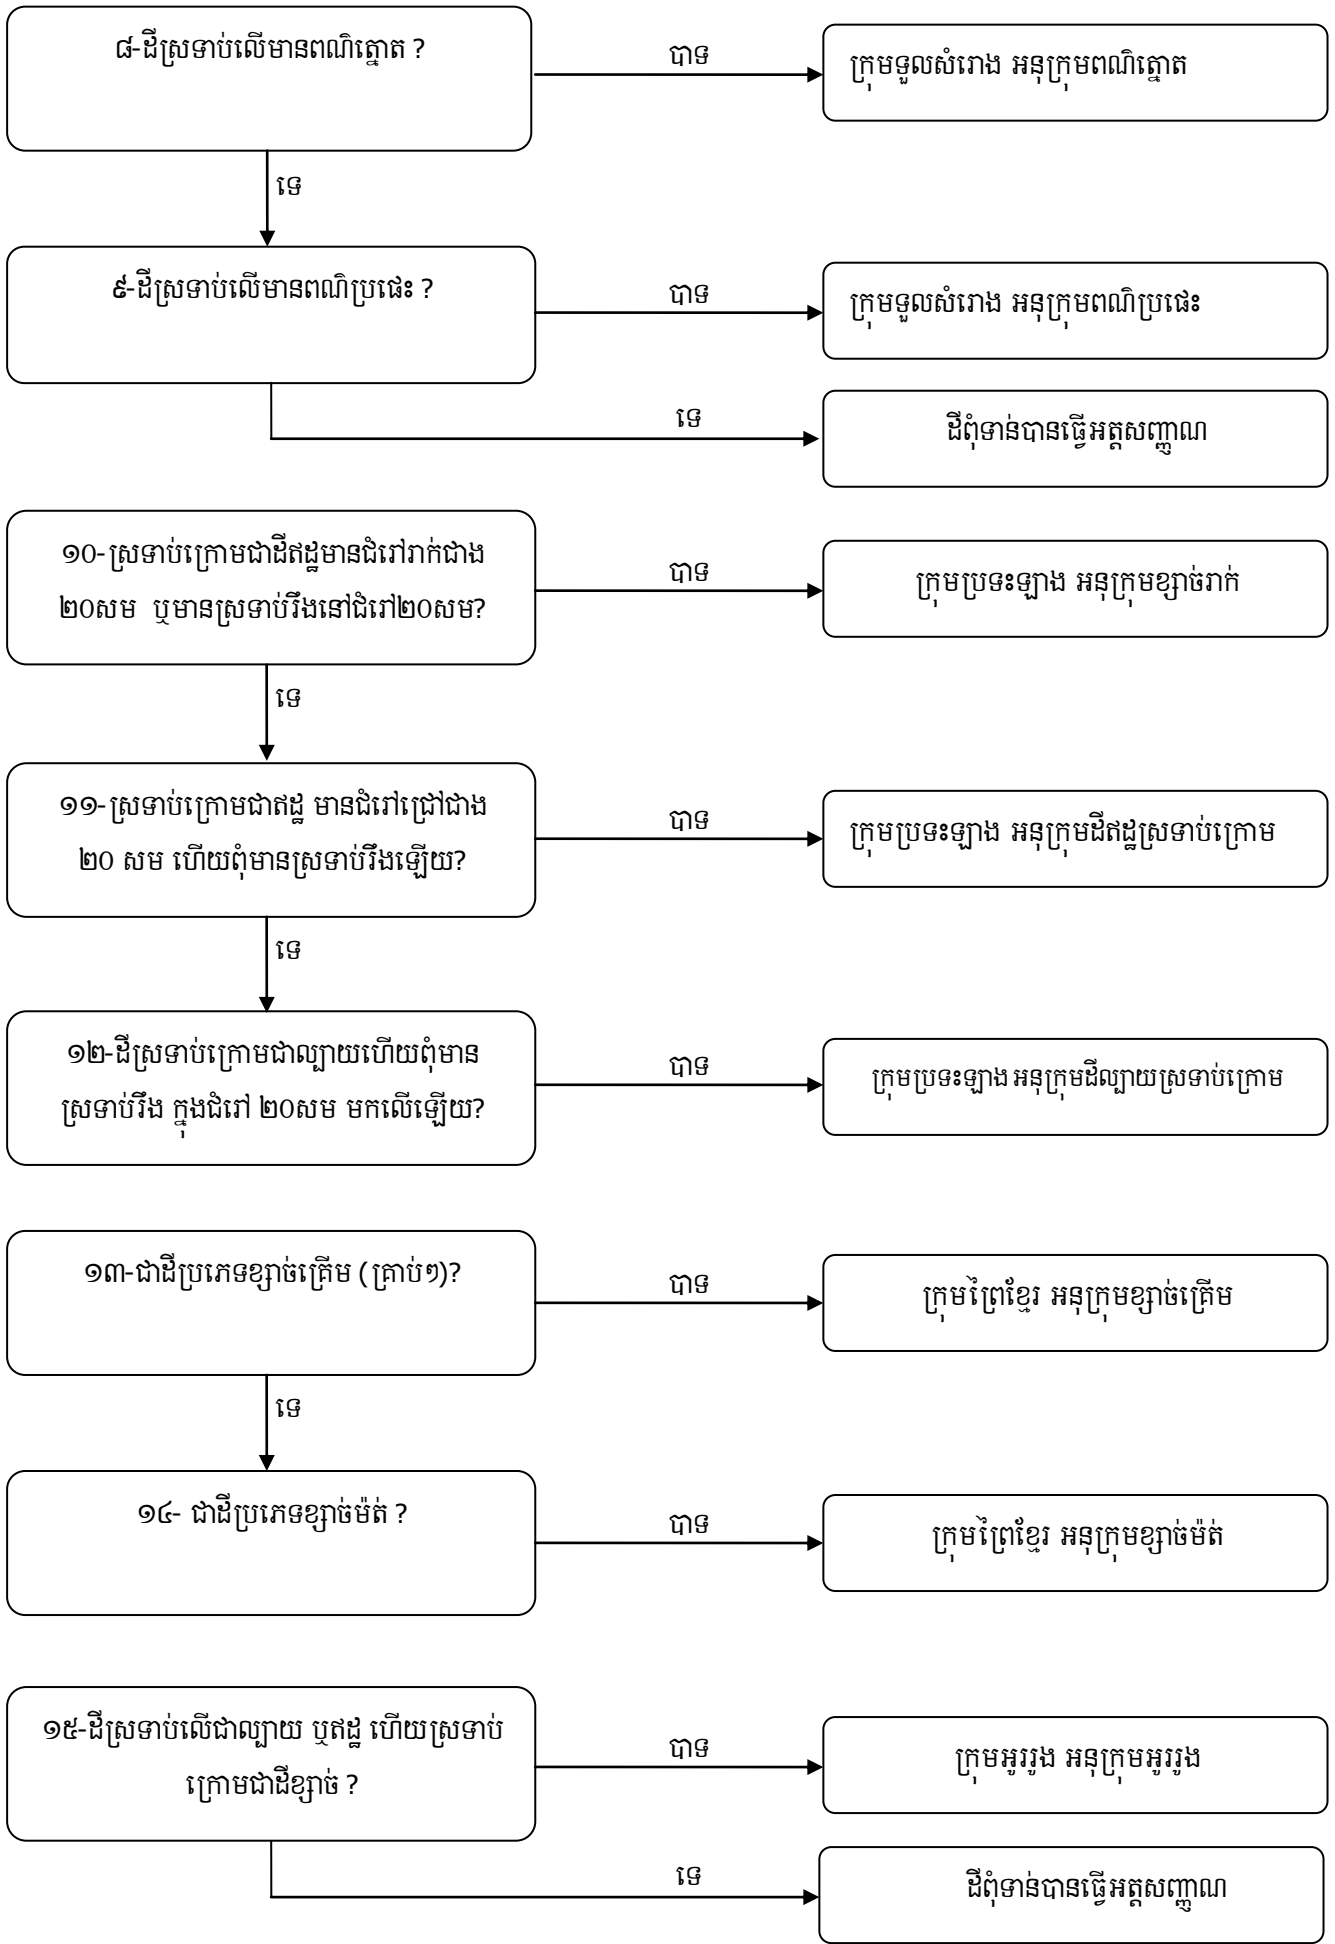 ៨-ដីស្រទាប់លើមានពណ៌ត្នោត ?
បាទ
ក្រុមទួលសំរោង អនុក្រុមពណ៌ត្នោត
ទេ
៩-ដីស្រទាប់លើមានពណ៌ប្រផេះ ?
បាទ
ក្រុមទួលសំរោង អនុក្រុមពណ៌ប្រផេះ
ទេ
ដីពុំទាន់បានធ្វើអត្តសញ្ញាណ
១០-ស្រទាប់ក្រោមជាដីឥដ្ឋមានជំរៅរាក់ជាង
២០សម ឬមានស្រទាប់រឹងនៅជំរៅ២០សម?
បាទ
ក្រុមប្រទះឡាង អនុក្រុមខ្សាច់រាក់
ទេ
១១-ស្រទាប់ក្រោមជាឥដ្ឋ មានជំរៅជ្រៅជាង
២០ សម ហើយពុំមានស្រទាប់រឹងឡើយ?
បាទ
ក្រុមប្រទះឡាង អនុក្រុមដីឥដ្ឋស្រទាប់ក្រោម
ទេ
១២-ដីស្រទាប់ក្រោមជាល្បាយហើយពុំមាន
ស្រទាប់រឹង ក្នុងជំរៅ ២០សម មកលើឡើយ?
បាទ
ក្រុមប្រទះឡាង អនុក្រុមដីល្បាយស្រទាប់ក្រោម
១៣-ជាដីប្រភេទខ្សាច់គ្រើម (គ្រាប់ៗ)?
បាទ
ក្រុមព្រៃខ្មែរ អនុក្រុមខ្សាច់គ្រើម
ទេ
១៤- ជាដីប្រភេទខ្សាច់ម៉ត់ ?
បាទ
ក្រុមព្រៃខ្មែរ អនុក្រុមខ្សាច់ម៉ត់
១៥-ដីស្រទាប់លើជាល្បាយ ឬឥដ្ឋ ហើយស្រទាប់
ក្រោមជាដីខ្សាច់ ?
បាទ
ក្រុមអូររូង អនុក្រុមអូររូង
ទេ
ដីពុំទាន់បានធ្វើអត្តសញ្ញាណ